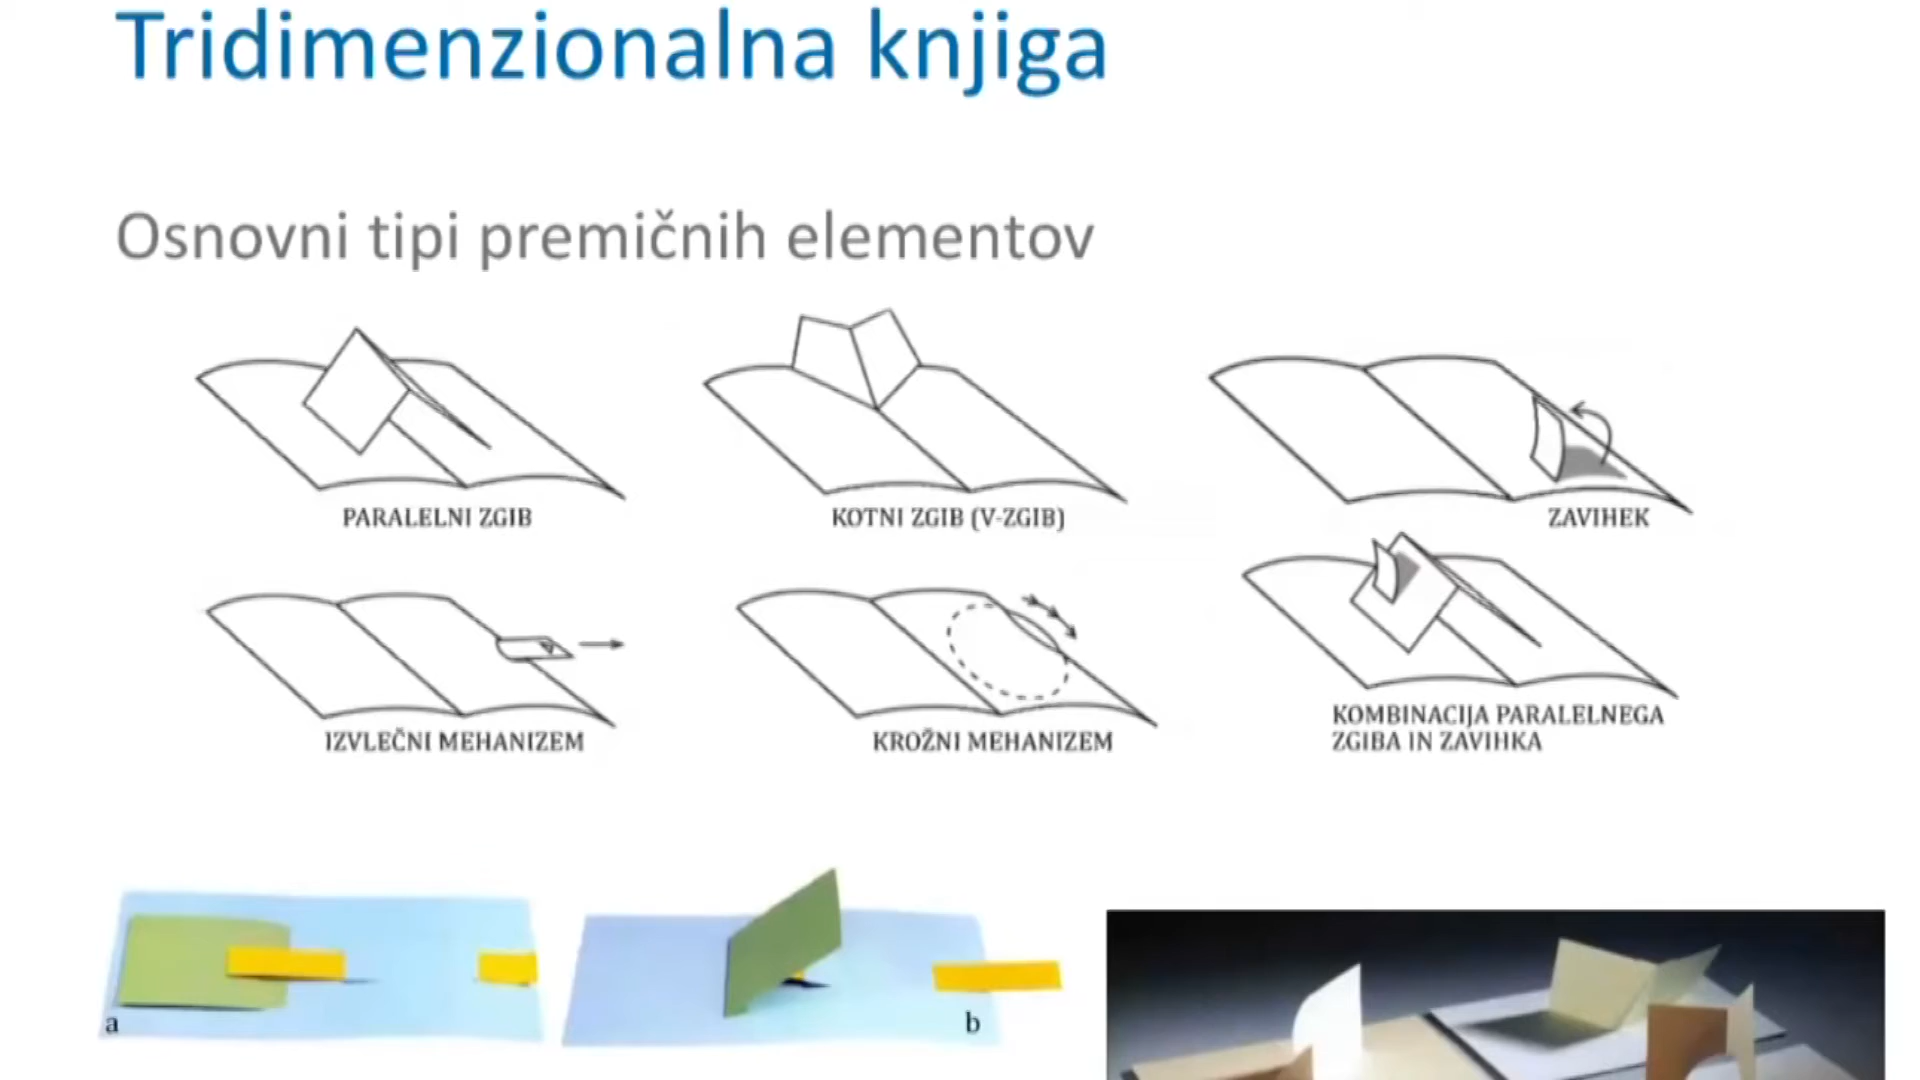 Tridimenzionalna knjiga
Osnovni tipi premičnih elementov
PARALELNI ZGIB
KOTNI ZGIB (V-ZGIB)
ZAVIHEK
IZVLEČNI MEHANIZEM
KROŽNI MEHANIZEM
KOMBINACIJA PARALELNEGA
ZGIBA IN ZAVIHKA
a
b